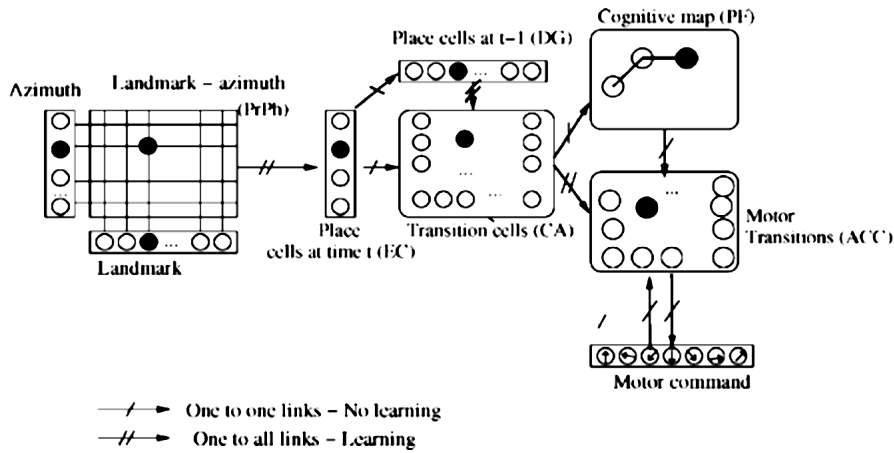 Cognitive map (PF)
Place cells at t−1 (DG)
...
Azimuth
Landmark − azimuth
(PrPh)
...
...
...
...
...
...
...
Place
cells at time t (EC)
Transition cells (CA)
Motor
Transitions (ACC)
Landmark
Motor command
One to one links − No learning
One to all links − Learning